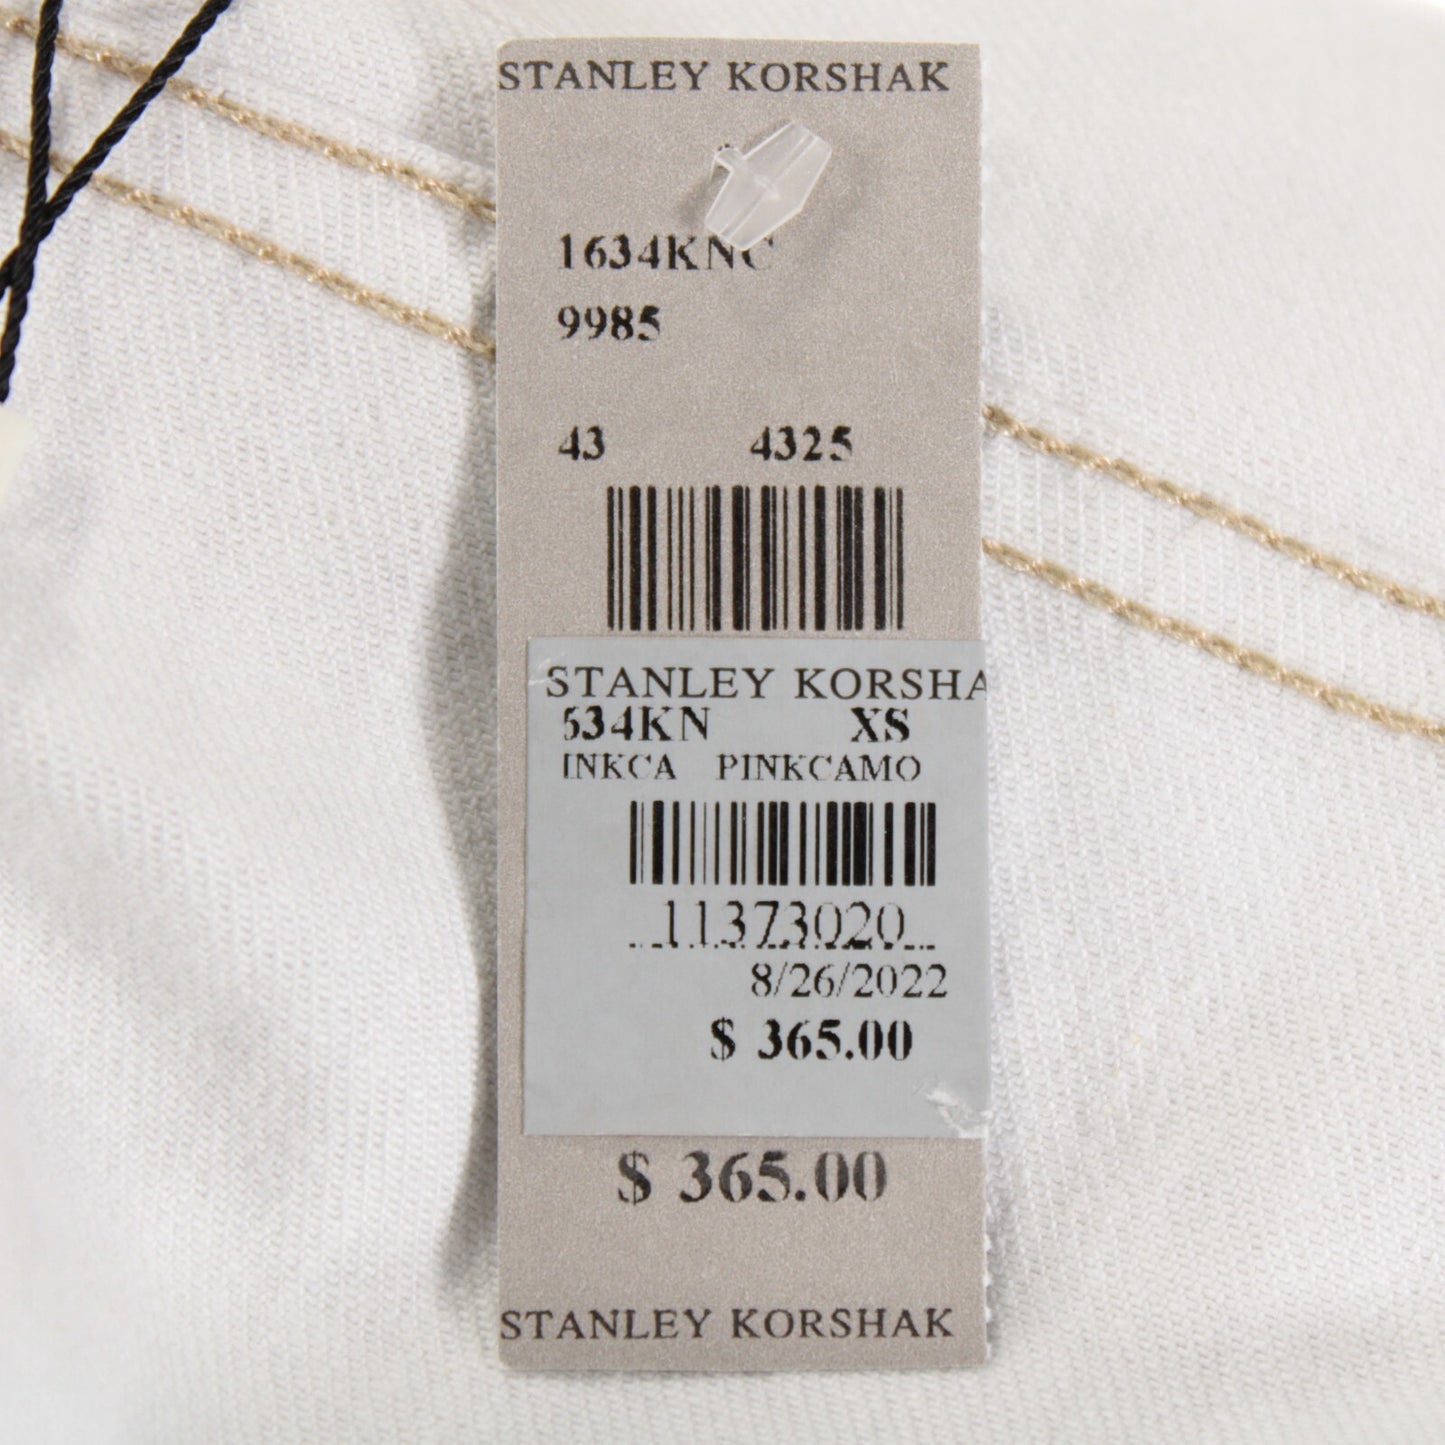 STANLEY KORSHAK
1634KNC
9985
43 4325
STANLEY KORSHA
534KN XS
INKCA PINKCAMO
11373020
8/26/2022
$ 365.00
$ 365.00
STANLEY KORSHAK